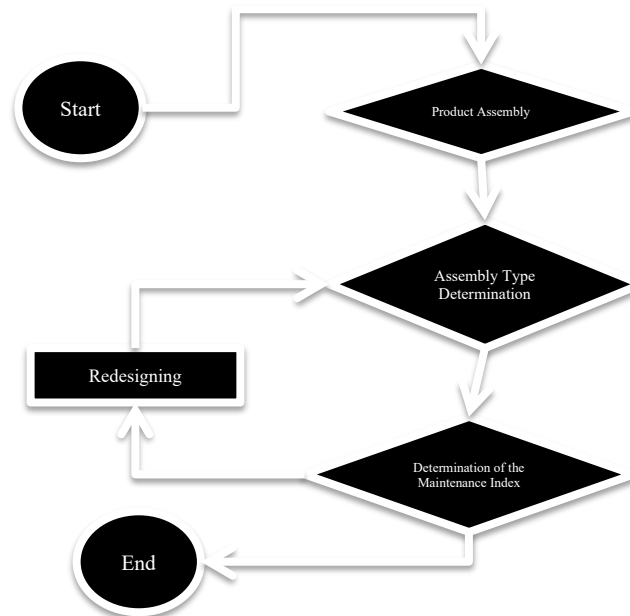 Start
Product Assembly
Assembly Type
Determination
Redesigning
Determination of the
Maintenance Index
End